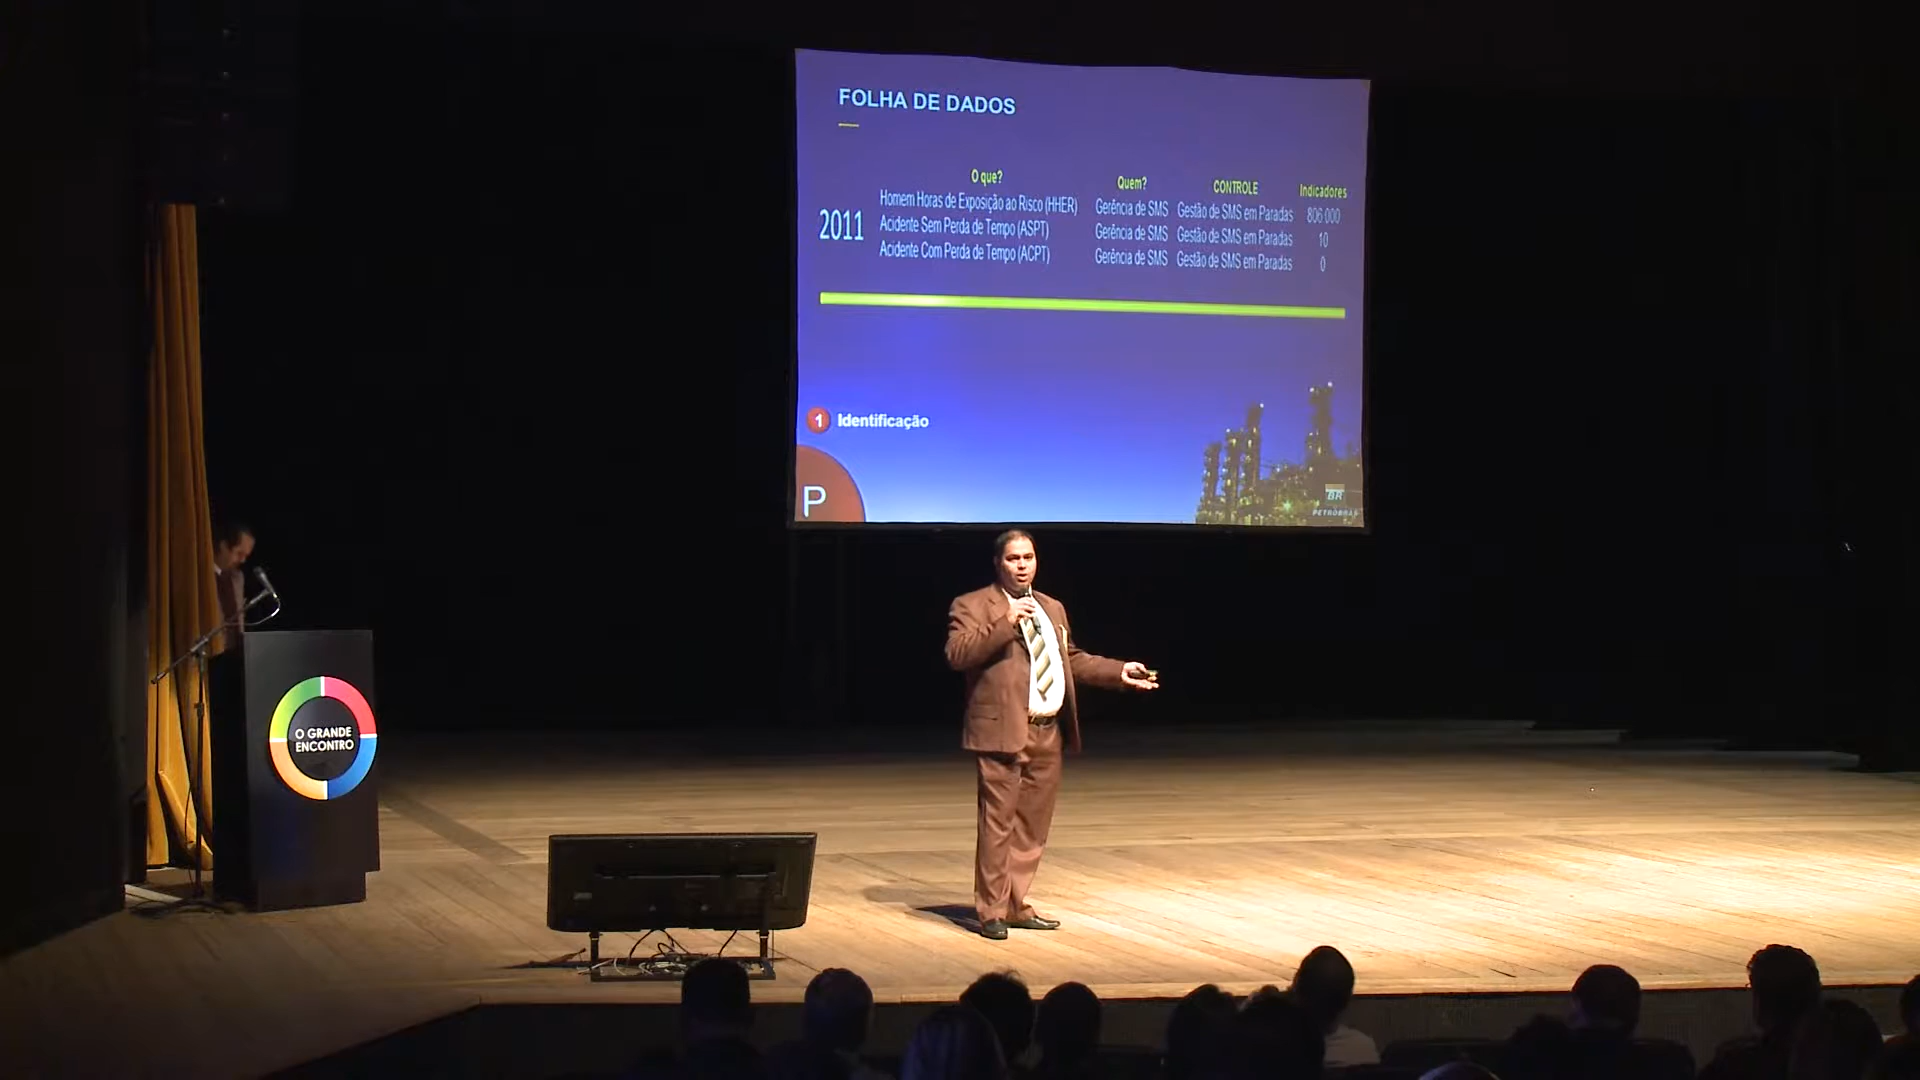 FOLHA DE DADOS
O que? Quem? CONTROLE Indicadores
2011
Homem Horas de Exposição ao Risco (HHER) Gerência de SMS Gestão de SMS em Paradas 806.000
Acidente Sem Perda de Tempo (ASPT) Gerência de SMS Gestão de SMS em Paradas 10
Acidente Com Perda de Tempo (ACPT) Gerência de SMS Gestão de SMS em Paradas 0
1 Identificação
P
BR
PETROBRAS
O GRANDE
ENCONTRO